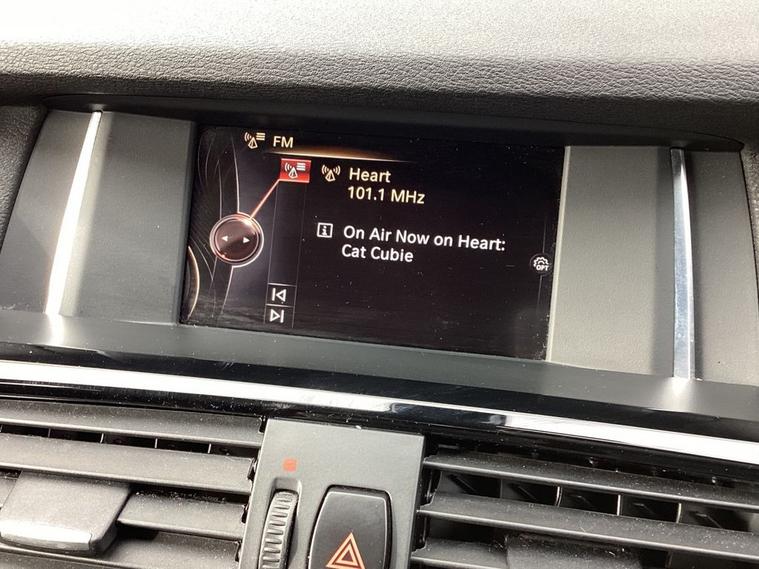 FM
Heart
101.1 MHz
i On Air Now on Heart:
Cat Cubie
OPT